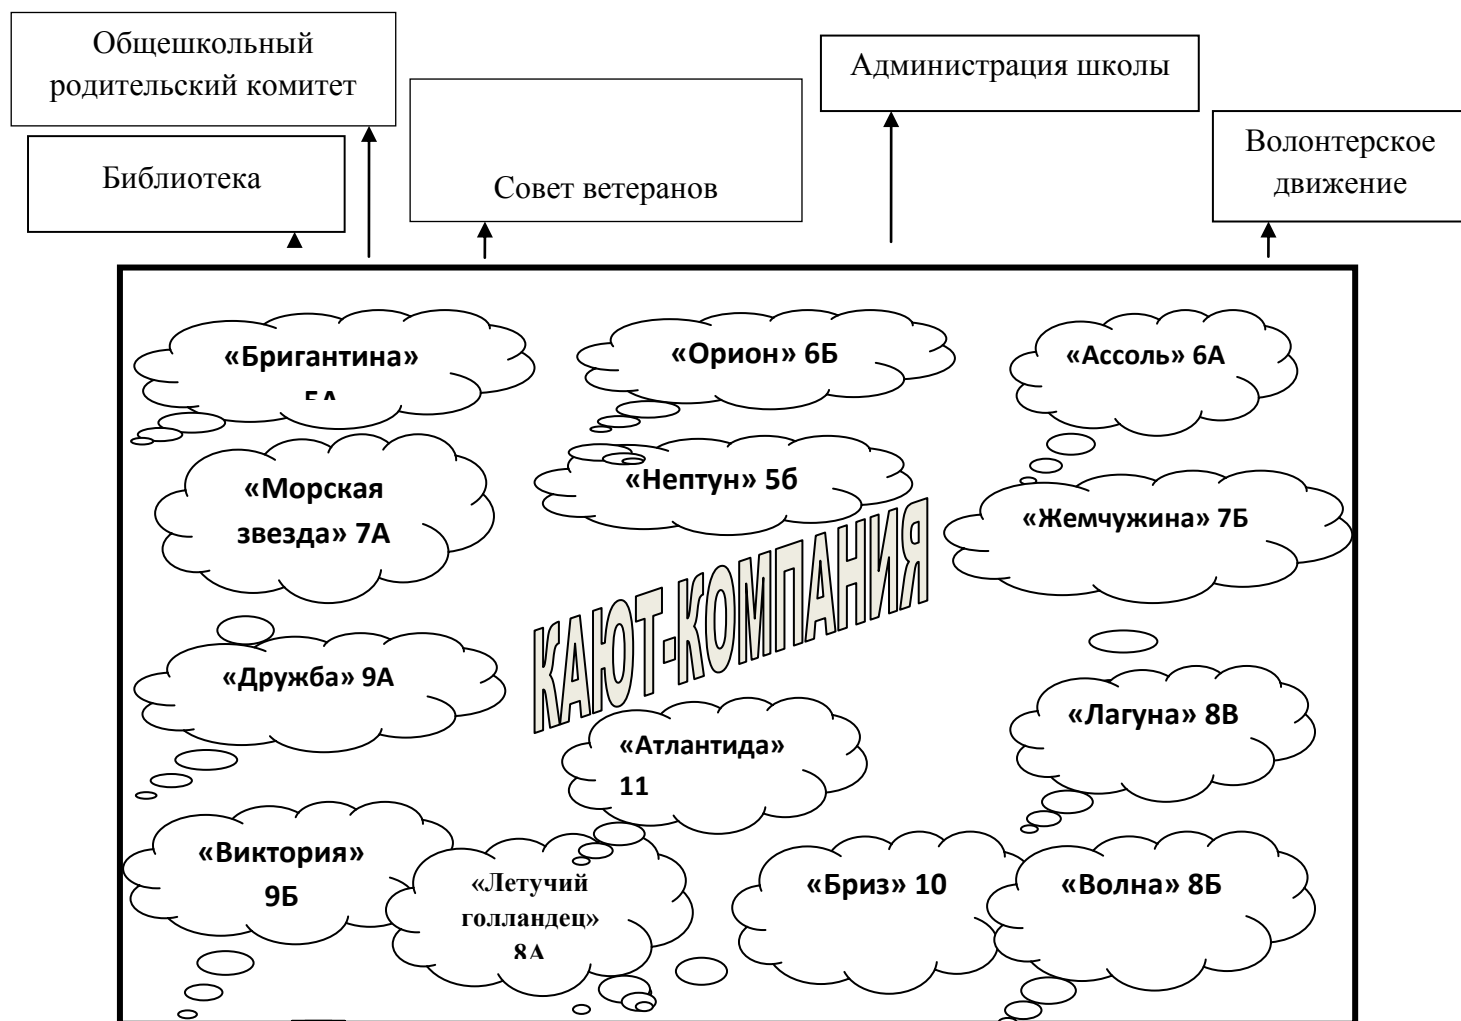 Общешкольный
родительский комитет
Администрация школы
Библиотека
Совет ветеранов
Волонтерское
движение
«Бригантина»
5А
«Орион» 6Б
«Ассоль» 6А
«Морская
звезда» 7А
«Нептун» 5б
«Жемчужина» 7Б
КАЮТ-КОМПАНИЯ
«Дружба» 9А
«Атлантида»
11
«Лагуна» 8В
«Виктория»
9Б
«Летучий
голландец»
8А
«Бриз» 10
«Волна» 8Б